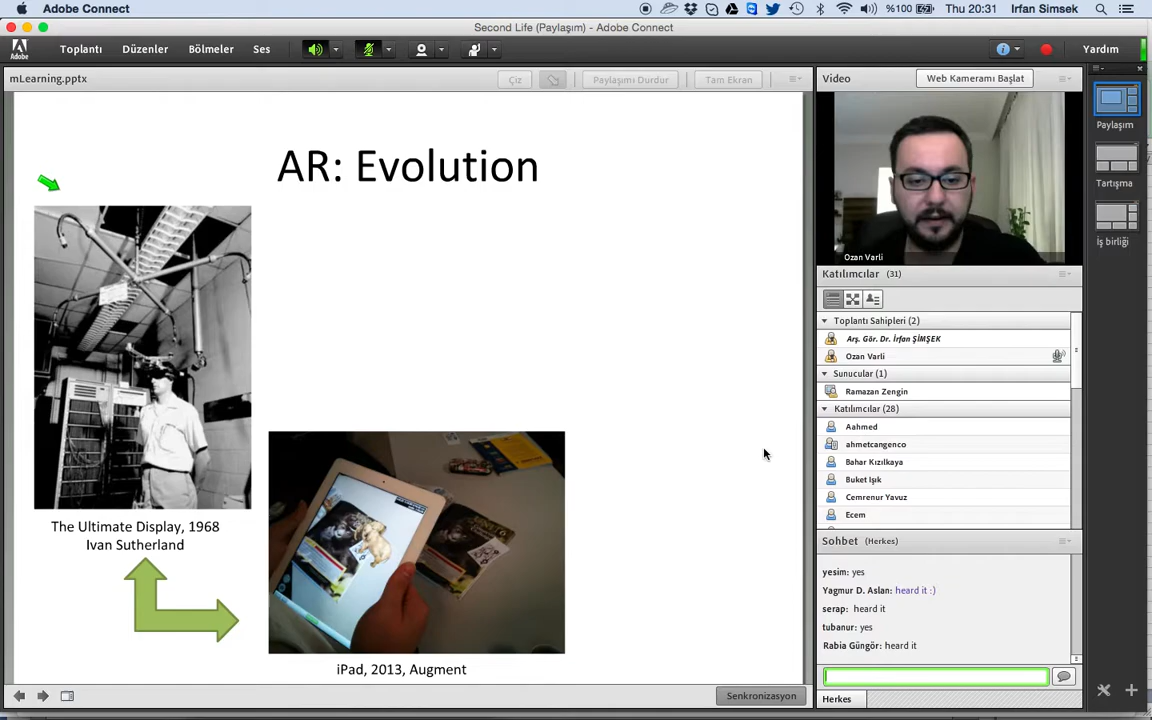 Adobe Connect
%100
Thu 20:31
Irfan Simsek
Second Life (Paylaşım) - Adobe Connect
Adobe
Toplantı
Düzenler
Bölmeler
Ses
Yardım
mLearning.pptx
Çiz
Paylaşımı Durdur
Tam Ekran
AR: Evolution
The Ultimate Display, 1968
Ivan Sutherland
iPad, 2013, Augment
Senkronizasyon
Video
Web Kameramı Başlat
Ozan Varli
Katılımcılar (31)
Toplantı Sahipleri (2)
Arş. Gör. Dr. İrfan ŞİMŞEK
Ozan Varli
Sunucular (1)
Ramazan Zengin
Katılımcılar (28)
Aahmed
ahmetcangenco
Bahar Kızılkaya
Buket Işık
Cemrenur Yavuz
Ecem
Sohbet (Herkes)
yesim: yes
Yagmur D. Aslan: heard it :)
serap: heard it
tubanur: yes
Rabia Güngör: heard it
Herkes
Paylaşım
Tartışma
İş birliği